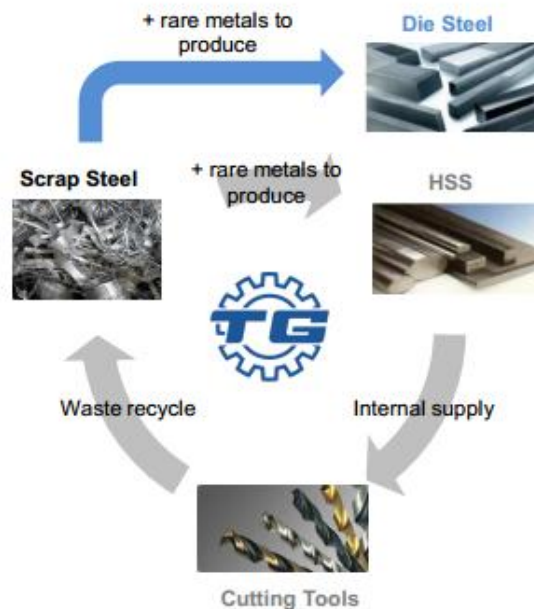 + rare metals to
produce
Die Steel
Scrap Steel
+ rare metals to
produce
HSS
TG
Waste recycle
Internal supply
Cutting Tools